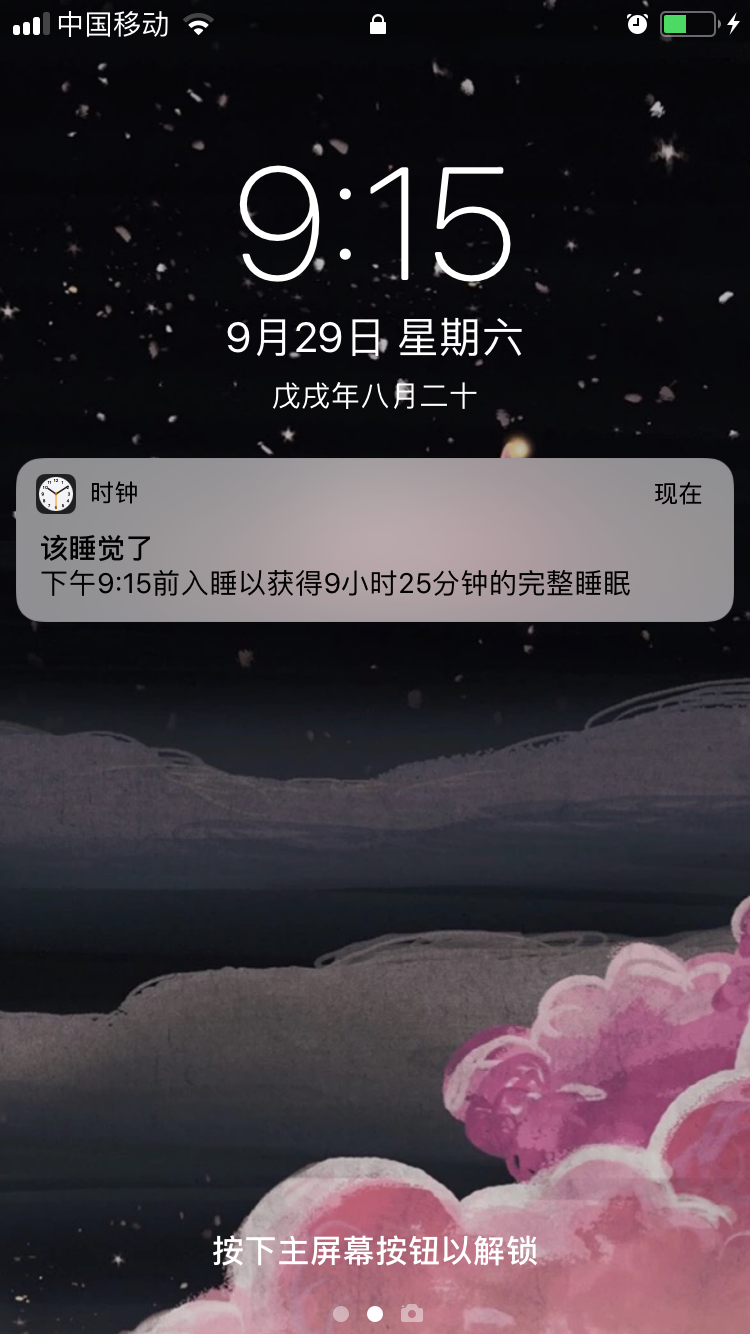 中国移动
9:15
9月29日 星期六
戊戌年八月二十
时钟 现在
该睡觉了
下午9:15前入睡以获得9小时25分钟的完整睡眠
按下主屏幕按钮以解锁